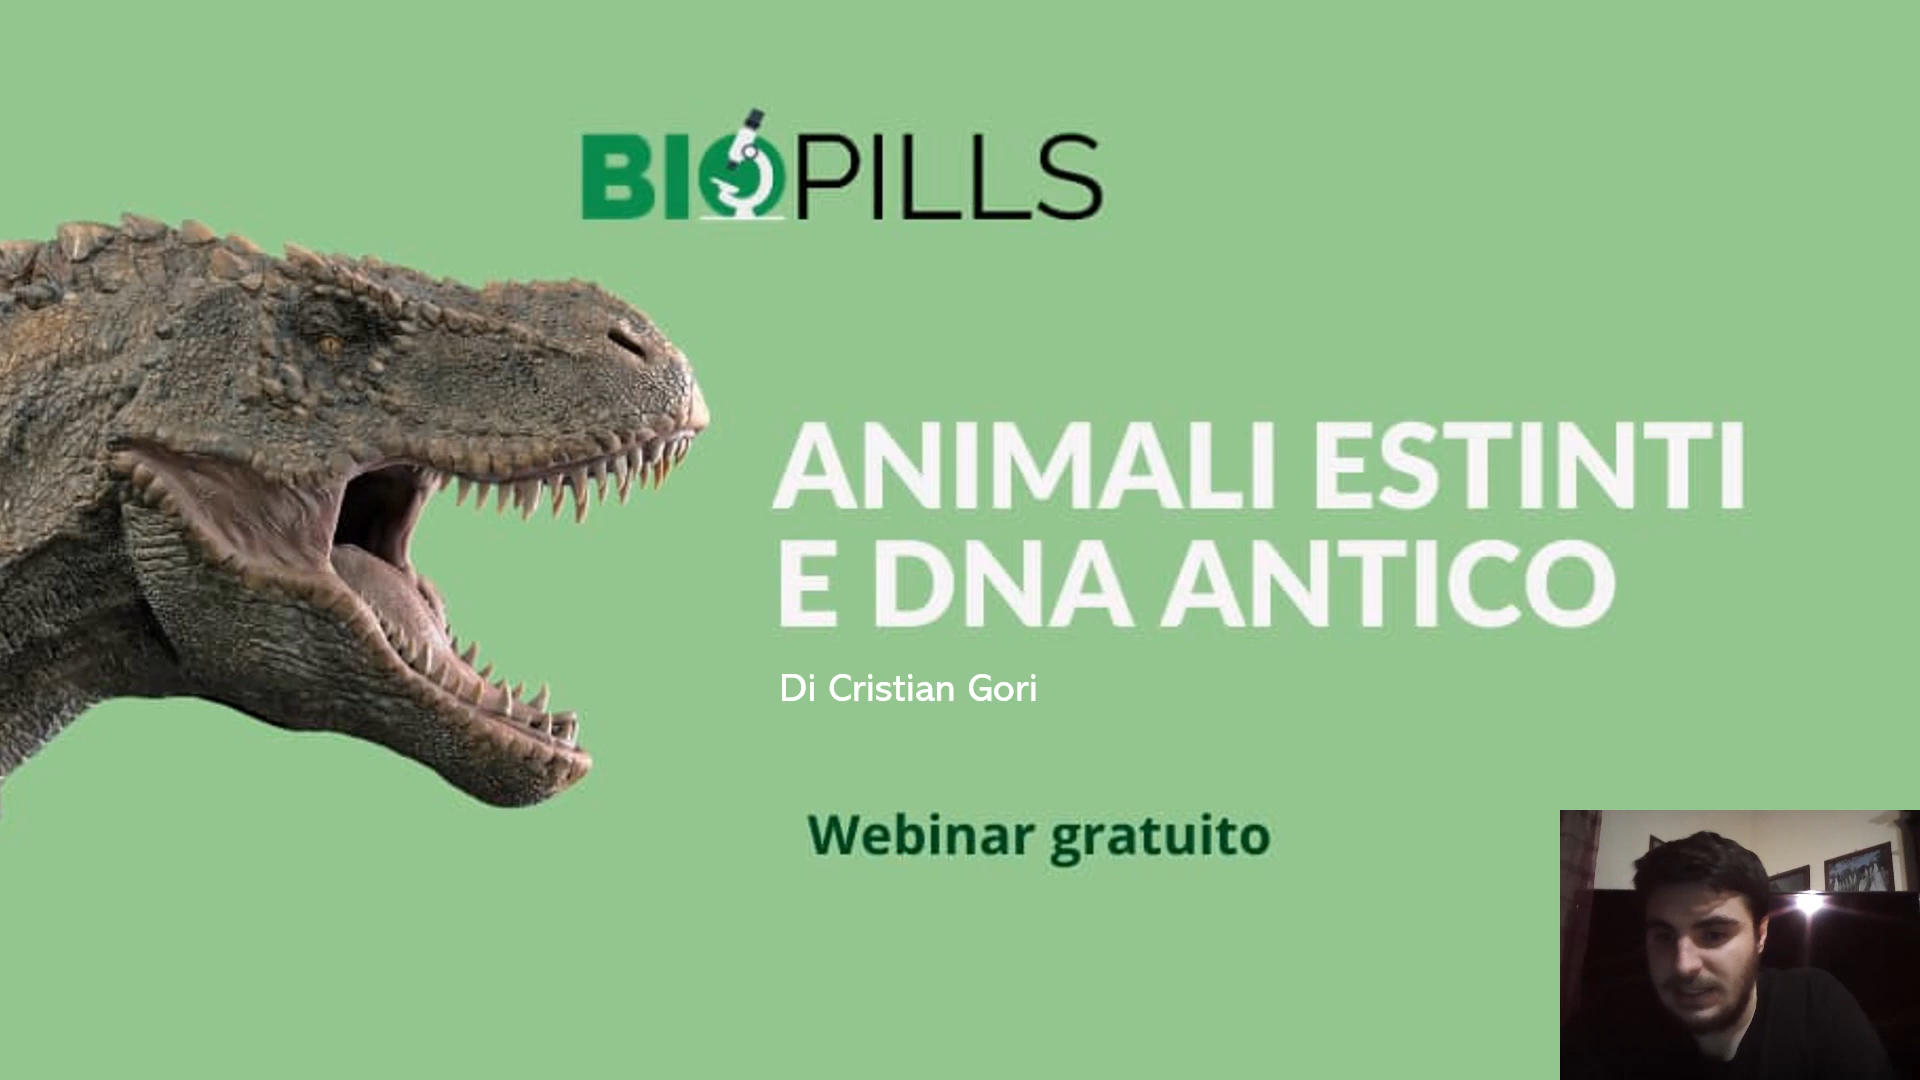 BIOPILLS
ANIMALI ESTINTI
E DNA ANTICO
Di Cristian Gori
Webinar gratuito